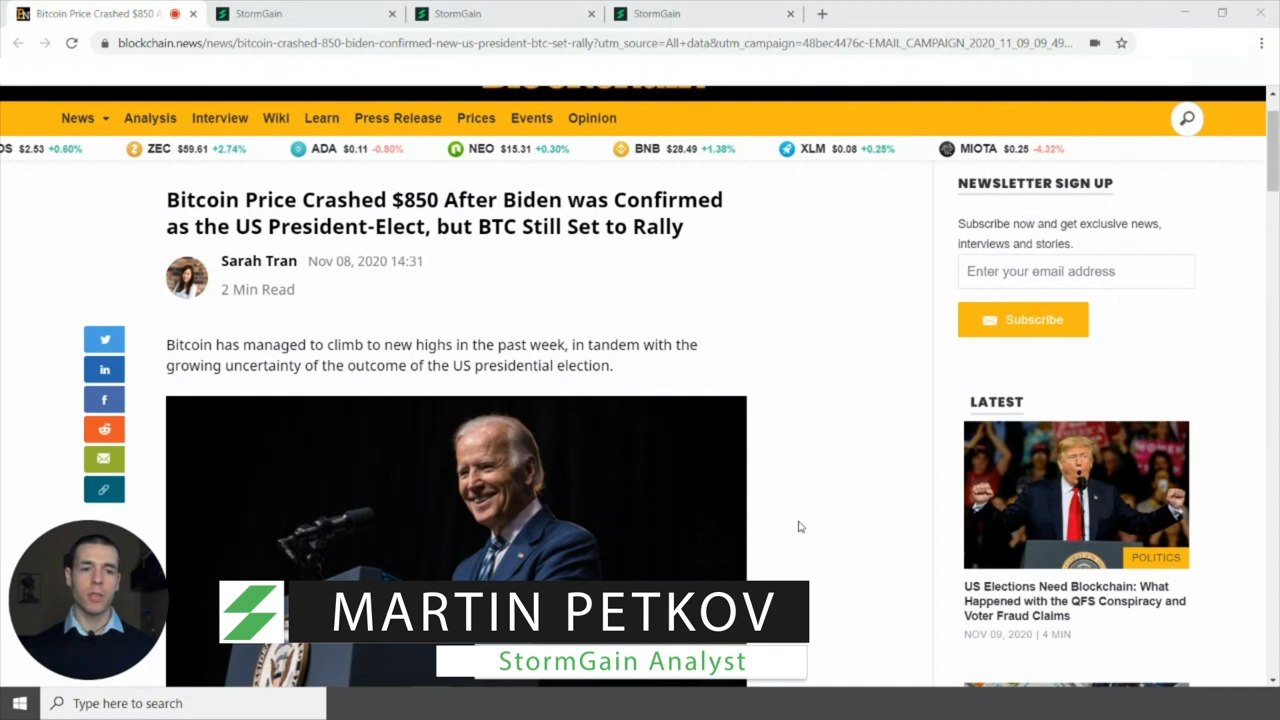 Bitcoin Price Crashed $850 A
StormGain
StormGain
StormGain
blockchain.news/news/bitcoin-crashed-850-biden-confirmed-new-us-president-btc-set-rally?utm_source=All+data&utm_campaign=48bec4476c-EMAIL_CAMPAIGN_2020_11_09_09_49...
News Analysis Interview Wiki Learn Press Release Prices Events Opinion
OS $2.53 +0.60% ZEC $59.61 +2.74% ADA $0.11 -0.80% NEO $15.31 +0.30% BNB $28.49 +1.38% XLM $0.08 +0.25% MIOTA $0.25 -4.32%
Bitcoin Price Crashed $850 After Biden was Confirmed
as the US President-Elect, but BTC Still Set to Rally
Sarah Tran Nov 08, 2020 14:31
2 Min Read
Bitcoin has managed to climb to new highs in the past week, in tandem with the
growing uncertainty of the outcome of the US presidential election.
NEWSLETTER SIGN UP
Subscribe now and get exclusive news,
interviews and stories.
Enter your email address
Subscribe
LATEST
POLITICS
US Elections Need Blockchain: What
Happened with the QFS Conspiracy and
Voter Fraud Claims
NOV 09, 2020 | 4 MIN
MARTIN PETKOV
StormGain Analyst
Type here to search